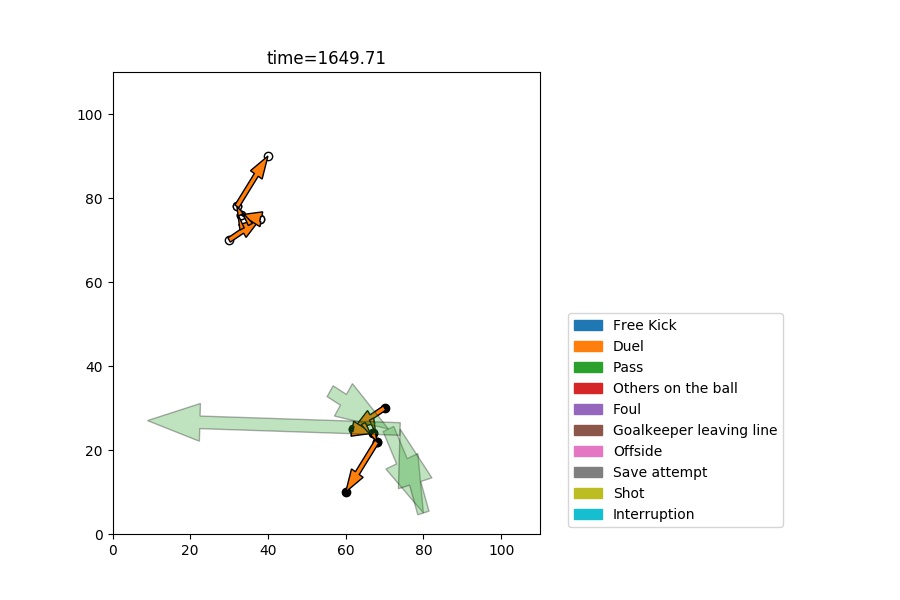 time=1649.71
100
80
60
40
20
0
0 20 40 60 80 100
Free Kick
Duel
Pass
Others on the ball
Foul
Goalkeeper leaving line
Offside
Save attempt
Shot
Interruption